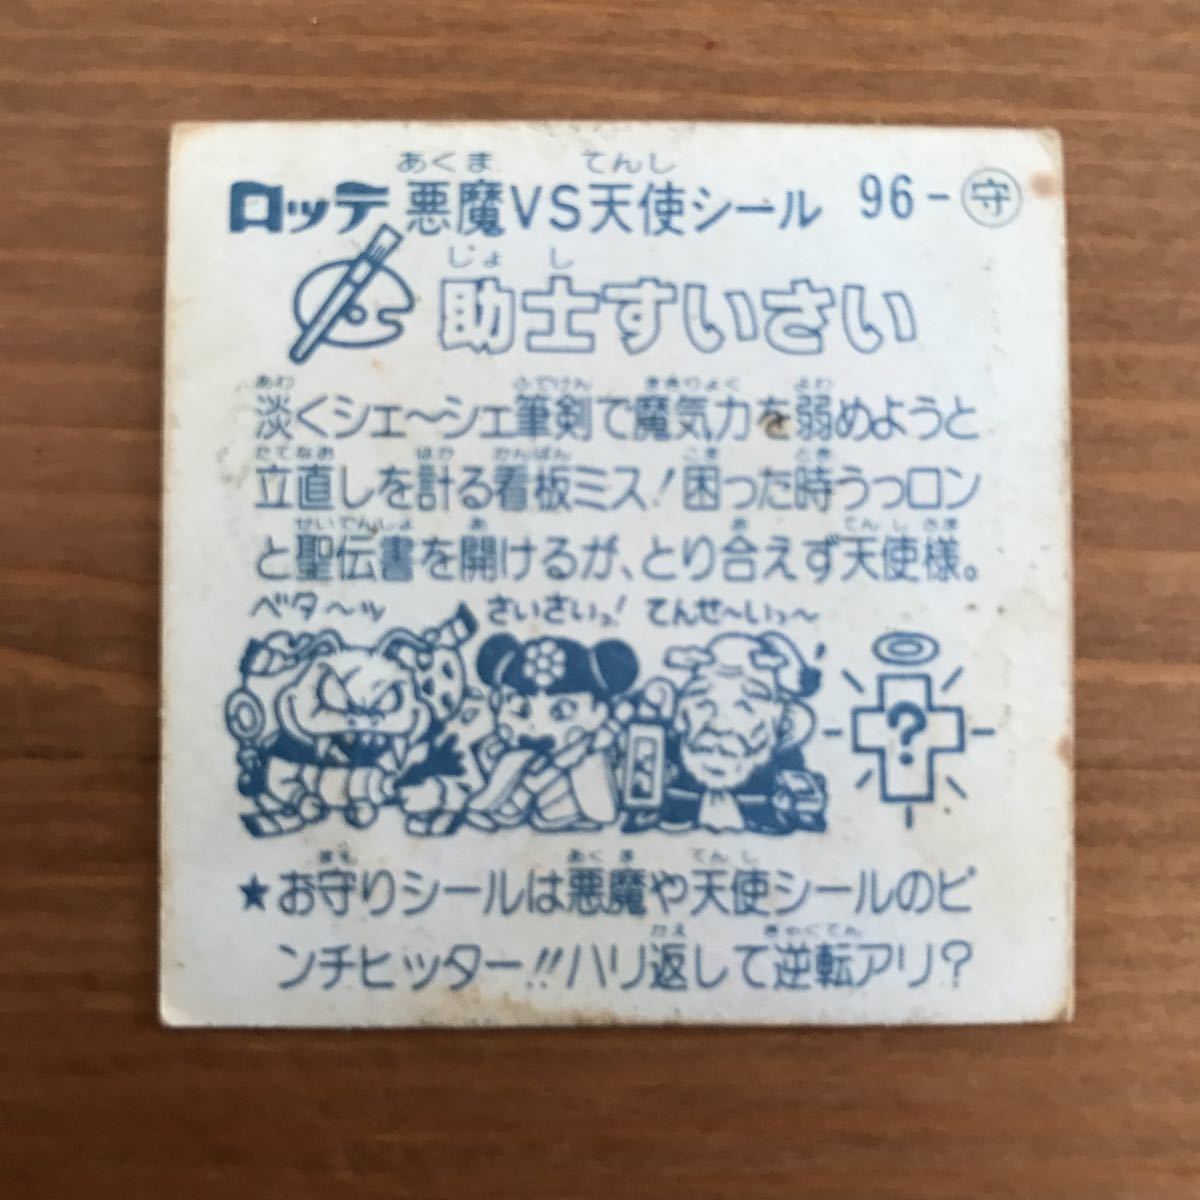 あくま てんし
ロッテ 悪魔VS天使シール 96-守
じょ し
助士すいさい
あわ ふでけん まきりょく よわ
淡くシェ〜シェ筆剣で魔気力を弱めようと
たてなお はか かんばん こま とき
立直しを計る看板ミス!困った時うっロン
せいでんしょ あ あ てんしさま
と聖伝書を開けるが、とり合えず天使様。
ベタ〜ッ さいさいっ! てんせ〜いっ〜
?
まも あくま てんし
★お守りシールは悪魔や天使シールのピ
かえ ぎゃくてん
ンチヒッター!!ハリ返して逆転アリ?